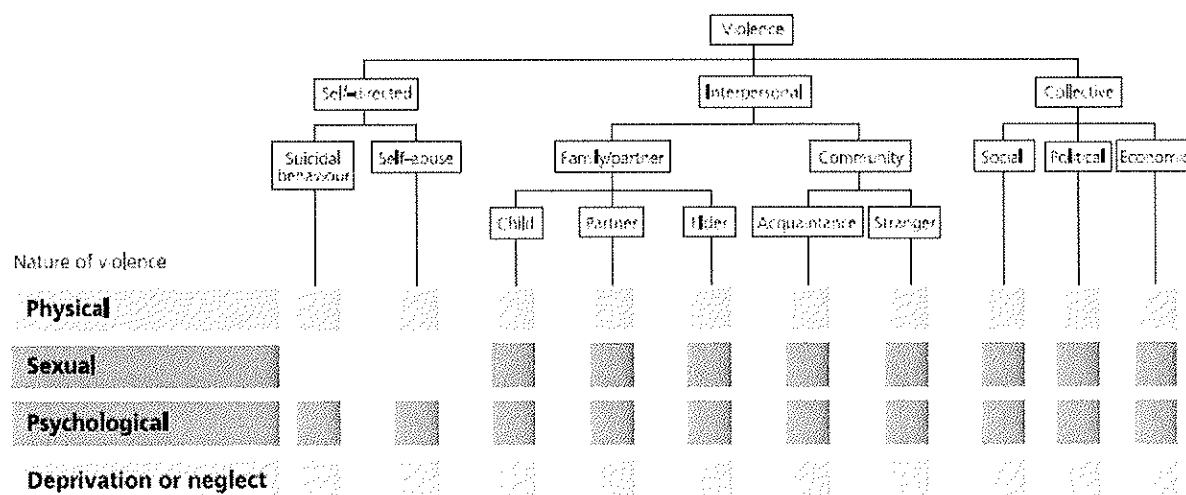 Violence
Self-directed
Interpersonal
Collective
Suicidal
behaviour
Self-abuse
Family/partner
Community
Social
Political
Economic
Child
Partner
Elder
Acquaintance
Stranger
Nature of violence
Physical
Sexual
Psychological
Deprivation or neglect